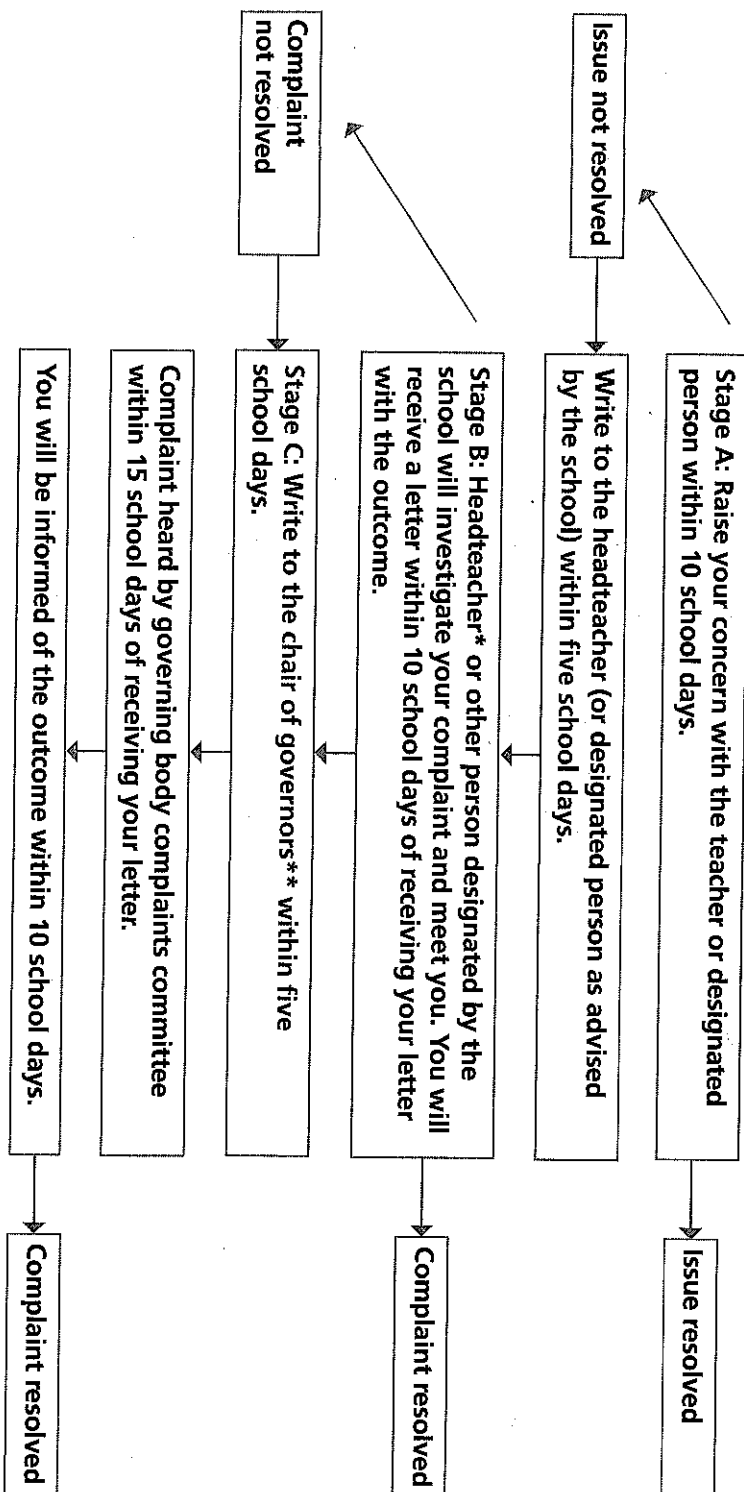 Stage A: Raise your concern with the teacher or designated
person within 10 school days.
Issue resolved
Issue not resolved
Write to the headteacher (or designated person as advised
by the school) within five school days.
Stage B: Headteacher* or other person designated by the
school will investigate your complaint and meet you. You will
receive a letter within 10 school days of receiving your letter
with the outcome.
Complaint resolved
Complaint
not resolved
Stage C: Write to the chair of governors** within five
school days.
Complaint heard by governing body complaints committee
within 15 school days of receiving your letter.
You will be informed of the outcome within 10 school days.
Complaint resolved